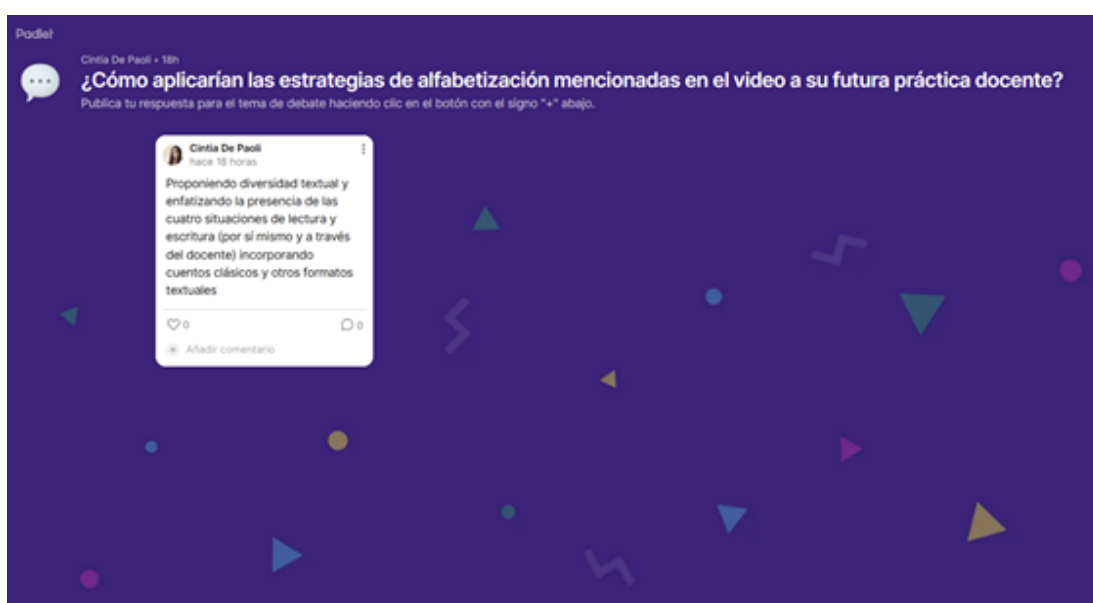 Padlet
Cintia De Paoli • 18h
¿Cómo aplicarían las estrategias de alfabetización mencionadas en el video a su futura práctica docente?
Publica tu respuesta para el tema de debate haciendo clic en el botón con el signo "+" abajo.
Cintia De Paoli
hace 18 horas
Proponiendo diversidad textual y
enfatizando la presencia de las
cuatro situaciones de lectura y
escritura (por sí mismo y a través
del docente) incorporando
cuentos clásicos y otros formatos
textuales
0
0
Añadir comentario